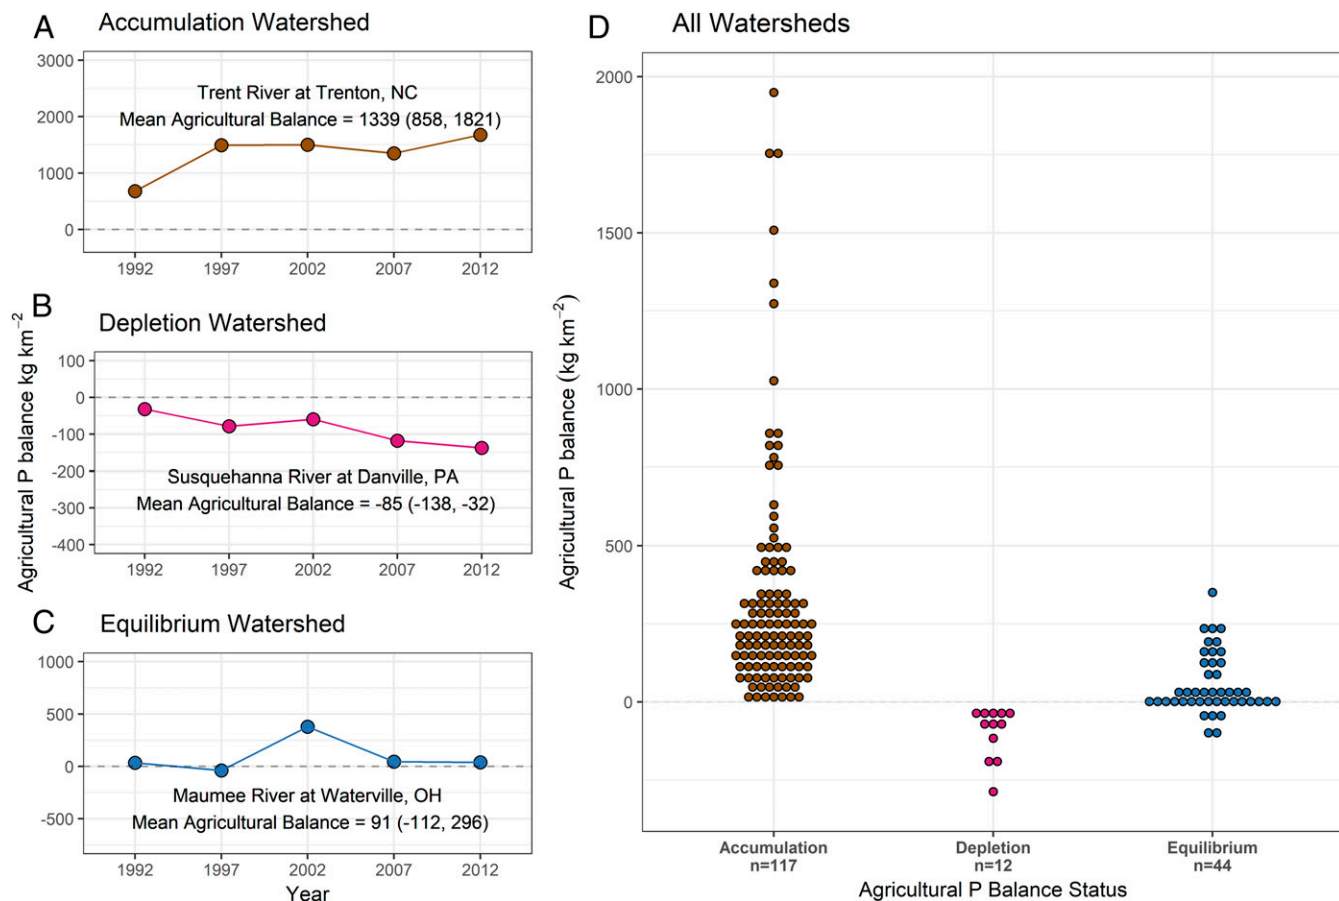 A Accumulation Watershed
3000
2000
1000
0
Trent River at Trenton, NC
Mean Agricultural Balance = 1339 (858, 1821)
1992 1997 2002 2007 2012
B Depletion Watershed
100
0
-100
-200
-300
-400
Susquehanna River at Danville, PA
Mean Agricultural Balance = -85 (-138, -32)
1992 1997 2002 2007 2012
Agricultural P balance kg km⁻²
C Equilibrium Watershed
1000
500
0
-500
Maumee River at Waterville, OH
Mean Agricultural Balance = 91 (-112, 296)
1992 1997 2002 2007 2012
Year
D All Watersheds
2000
1500
1000
500
0
Agricultural P balance (kg km⁻²)
Accumulation Depletion Equilibrium
n=117 n=12 n=44
Agricultural P Balance Status